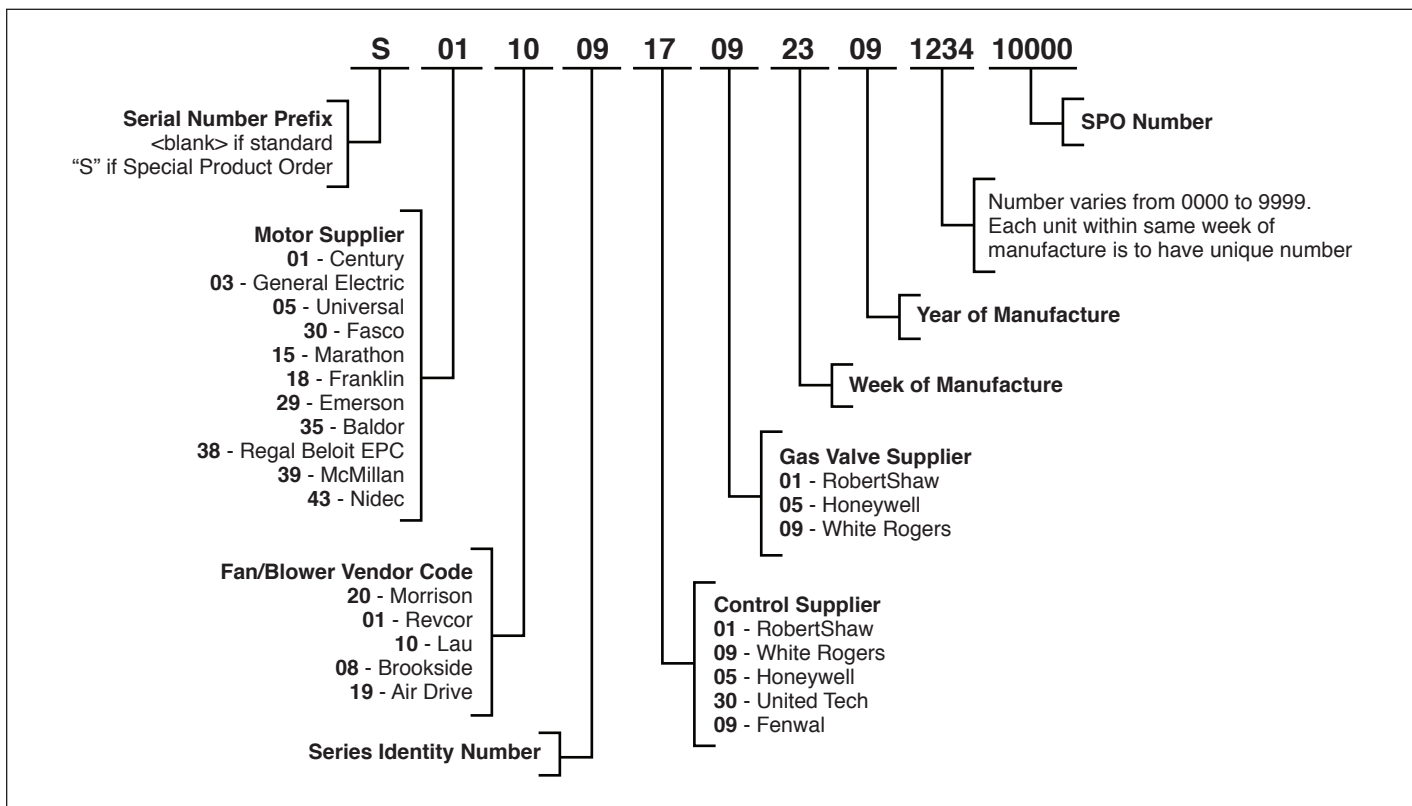 S 01 10 09 17 09 23 09 1234 10000
Serial Number Prefix
<blank> if standard
“S” if Special Product Order
SPO Number
Number varies from 0000 to 9999.
Each unit within same week of
manufacture is to have unique number
Motor Supplier
01 - Century
03 - General Electric
05 - Universal
30 - Fasco
15 - Marathon
18 - Franklin
29 - Emerson
35 - Baldor
38 - Regal Beloit EPC
39 - McMillan
43 - Nidec
Year of Manufacture
Week of Manufacture
Gas Valve Supplier
01 - RobertShaw
05 - Honeywell
09 - White Rogers
Fan/Blower Vendor Code
20 - Morrison
01 - Revcor
10 - Lau
08 - Brookside
19 - Air Drive
Control Supplier
01 - RobertShaw
09 - White Rogers
05 - Honeywell
30 - United Tech
09 - Fenwal
Series Identity Number